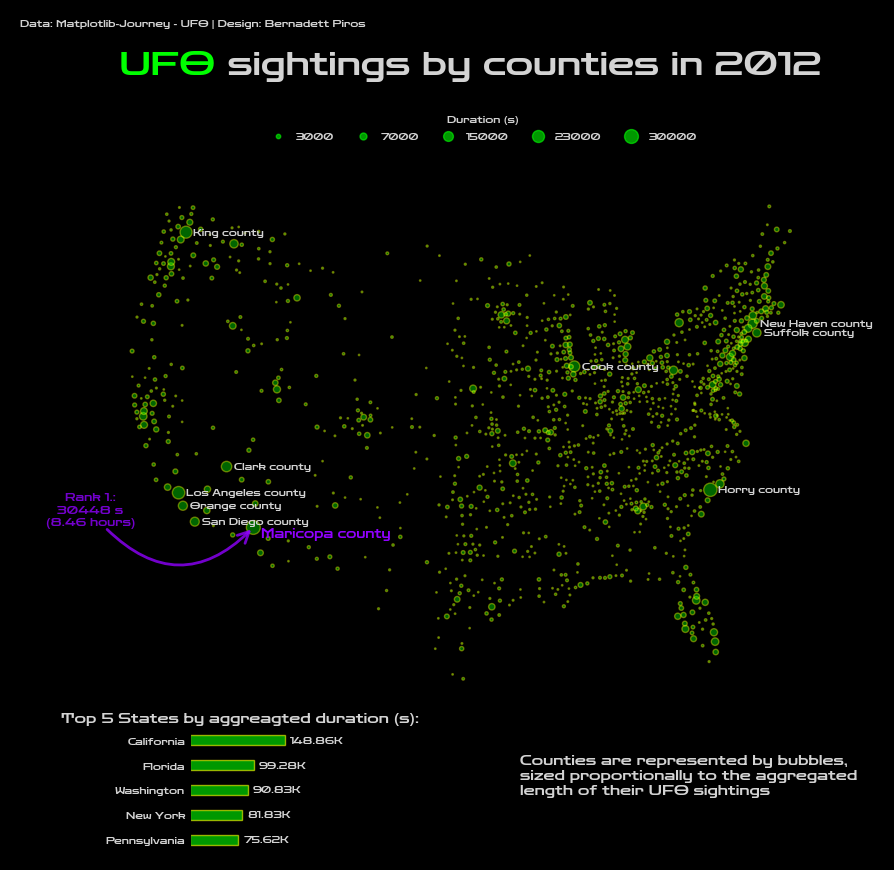 Data: Matplotlib-Journey - UFO | Design: Bernadett Piros
UFO sightings by counties in 2012
Duration (s)
3000 7000 15000 23000 30000
King county
New Haven county
Suffolk county
Cook county
Clark county
Los Angeles county
Orange county
San Diego county
Maricopa county
Horry county
Rank 1.:
30448 s
(8.46 hours)
Top 5 States by aggreagted duration (s):
California 148.86K
Florida 99.28K
Washington 90.83K
New York 81.83K
Pennsylvania 75.62K
Counties are represented by bubbles,
sized proportionally to the aggregated
length of their UFO sightings